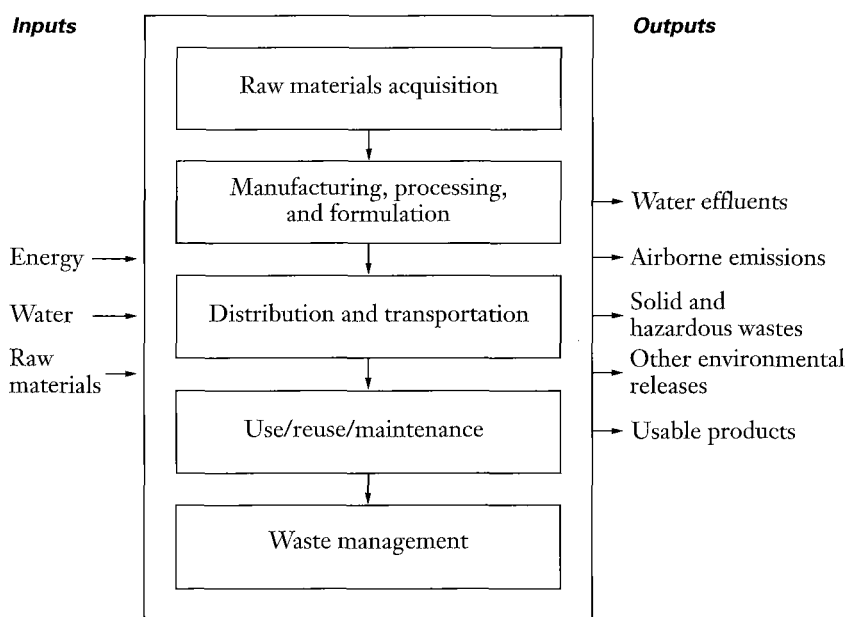 Inputs
Outputs
Raw materials acquisition
Manufacturing, processing,
and formulation
Water effluents
Energy
Airborne emissions
Water
Distribution and transportation
Solid and
hazardous wastes
Raw
materials
Other environmental
releases
Use/reuse/maintenance
Usable products
Waste management